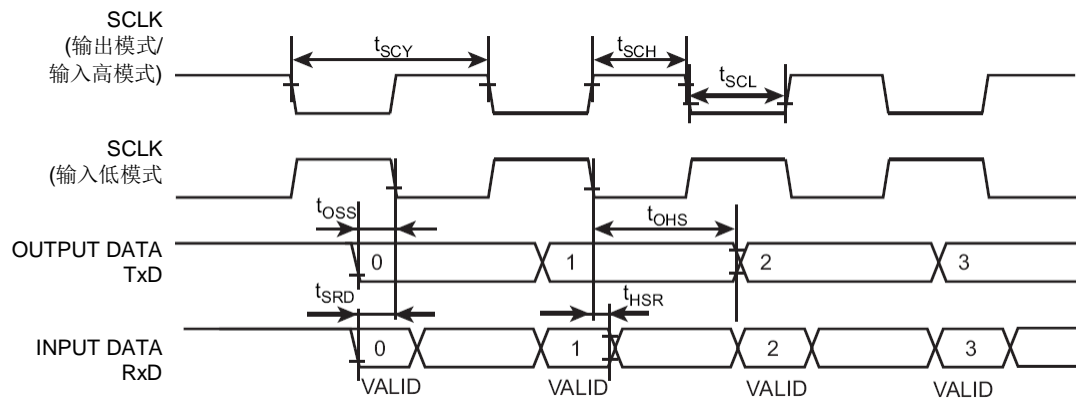 SCLK
(输出模式/
输入高模式)
tSCY
tSCH
tSCL
SCLK
(输入低模式
tOSS
tOHS
OUTPUT DATA
TxD
0
1
2
3
tSRD
tHSR
INPUT DATA
RxD
0
1
2
3
VALID
VALID
VALID
VALID